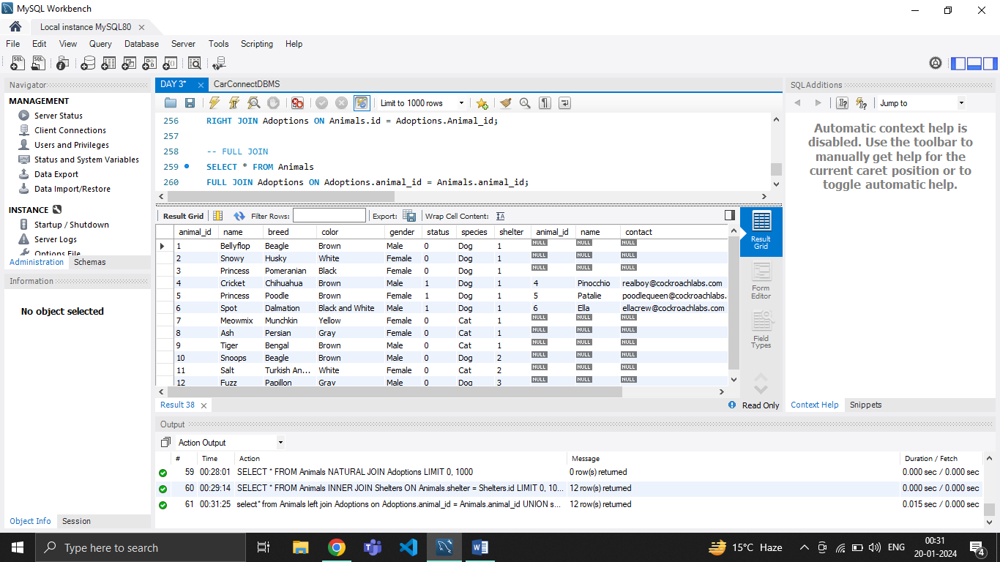 MySQL Workbench
Local instance MySQL80
File Edit View Query Database Server Tools Scripting Help
Navigator
MANAGEMENT
Server Status
Client Connections
Users and Privileges
Status and System Variables
Data Export
Data Import/Restore
INSTANCE
Startup / Shutdown
Server Logs
Options File
Administration Schemas
Information
No object selected
Object Info Session
DAY 3* CarConnectDBMS
Limit to 1000 rows
256 RIGHT JOIN Adoptions ON Animals.id = Adoptions.Animal_id;
257
258 -- FULL JOIN
259 SELECT * FROM Animals
260 FULL JOIN Adoptions ON Adoptions.animal_id = Animals.animal_id;
Result Grid Filter Rows: Export: Wrap Cell Content: IA
animal_id name breed color gender status species shelter animal_id name contact
1 Bellyflop Beagle Brown Male 0 Dog 1 NULL NULL NULL
2 Snowy Husky White Female 0 Dog 1 NULL NULL NULL
3 Princess Pomeranian Black Female 0 Dog 1 NULL NULL NULL
4 Cricket Chihuahua Brown Male 1 Dog 1 4 Pinocchio realboy@cockroachlabs.com
5 Princess Poodle Brown Female 1 Dog 1 5 Patalie poodlequeen@cockroachlabs.
6 Spot Dalmation Black and White Male 1 Dog 1 6 Ella ellacrew@cockroachlabs.com
7 Meowmix Munchkin Yellow Female 0 Cat 1 NULL NULL NULL
8 Ash Persian Gray Female 0 Cat 1 NULL NULL NULL
9 Tiger Bengal Brown Male 0 Cat 1 NULL NULL NULL
10 Snoops Beagle Brown Male 0 Dog 2 NULL NULL NULL
11 Salt Turkish An... White Female 0 Cat 2 NULL NULL NULL
12 Fuzz Papillon Gray Male 0 Dog 3 NULL NULL NULL
Result Grid
Form Editor
Field Types
Result 38
Read Only
SQLAdditions
Jump to
Automatic context help is
disabled. Use the toolbar to
manually get help for the
current caret position or to
toggle automatic help.
Context Help Snippets
Output
Action Output
# Time Action Message Duration / Fetch
59 00:28:01 SELECT * FROM Animals NATURAL JOIN Adoptions LIMIT 0, 1000 0 row(s) returned 0.000 sec / 0.000 sec
60 00:29:14 SELECT * FROM Animals INNER JOIN Shelters ON Animals.shelter = Shelters.id LIMIT 0, 10... 12 row(s) returned 0.000 sec / 0.000 sec
61 00:31:25 select* from Animals left join Adoptions on Adoptions.animal_id = Animals.animal_id UNION s... 12 row(s) returned 0.015 sec / 0.000 sec
Type here to search
15°C Haze
ENG
00:31
20-01-2024
4